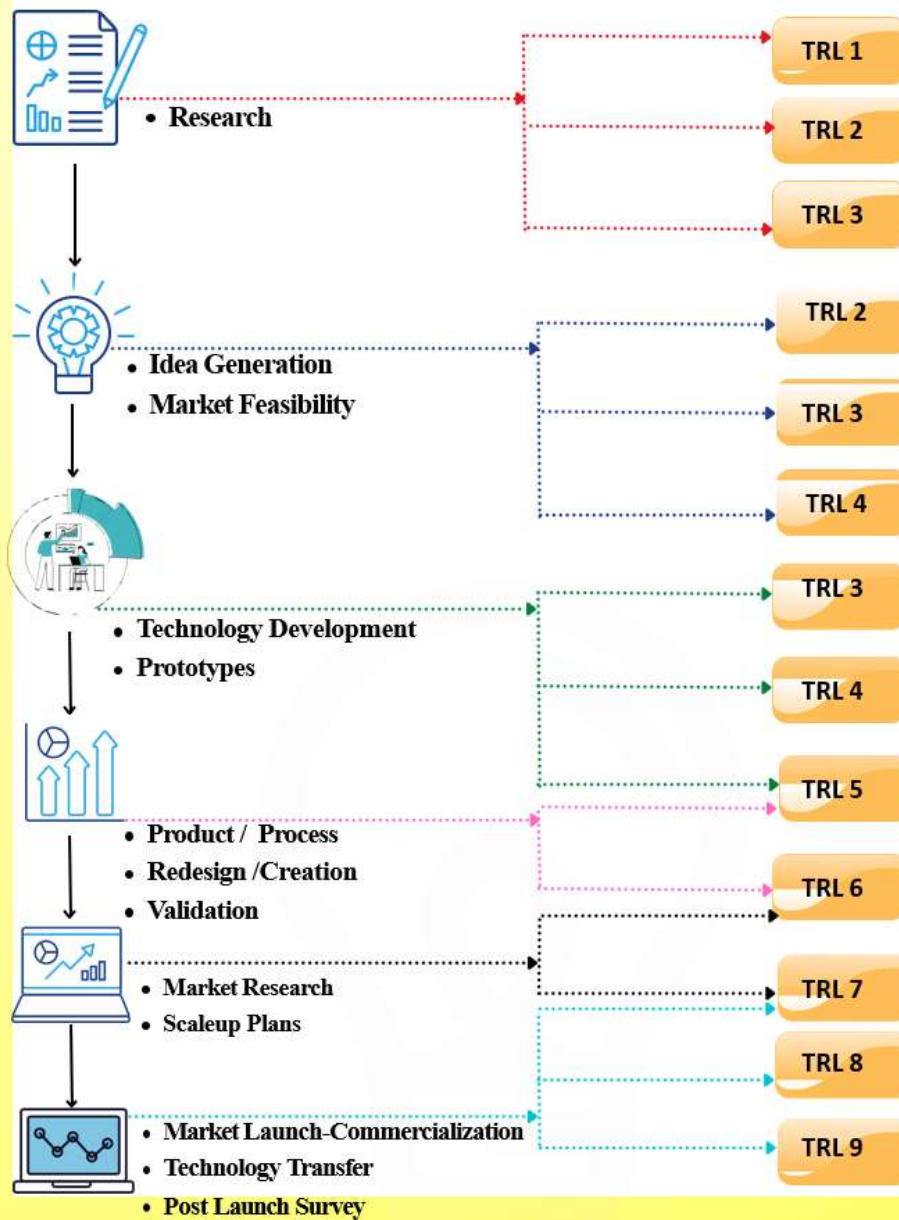 TRL 1
• Research
TRL 2
TRL 3
TRL 2
• Idea Generation
• Market Feasibility
TRL 3
TRL 4
TRL 3
• Technology Development
• Prototypes
TRL 4
TRL 5
• Product / Process
• Redesign /Creation
• Validation
TRL 6
• Market Research
• Scaleup Plans
TRL 7
TRL 8
• Market Launch-Commercialization
• Technology Transfer
• Post Launch Survey
TRL 9